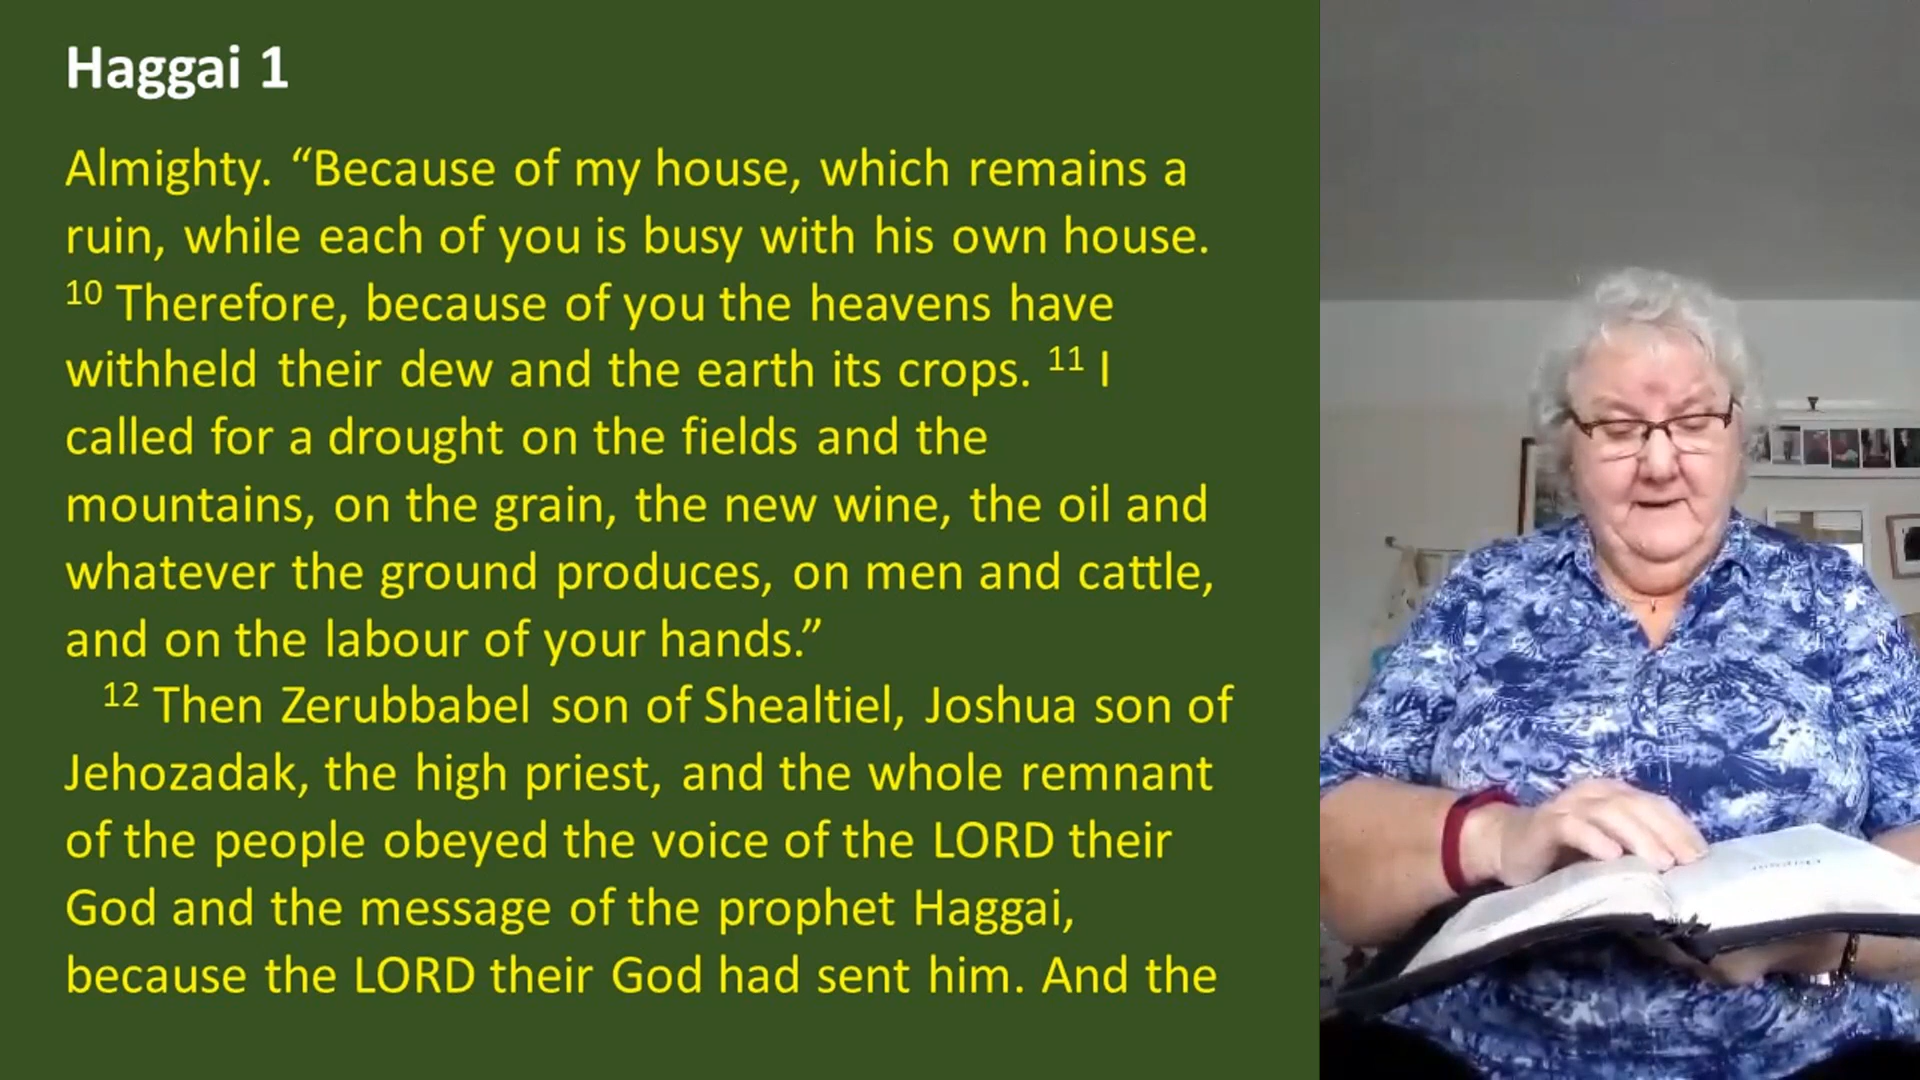 Haggai 1
Almighty. “Because of my house, which remains a
ruin, while each of you is busy with his own house.
10 Therefore, because of you the heavens have
withheld their dew and the earth its crops. 11 I
called for a drought on the fields and the
mountains, on the grain, the new wine, the oil and
whatever the ground produces, on men and cattle,
and on the labour of your hands.”
12 Then Zerubbabel son of Shealtiel, Joshua son of
Jehozadak, the high priest, and the whole remnant
of the people obeyed the voice of the LORD their
God and the message of the prophet Haggai,
because the LORD their God had sent him. And the